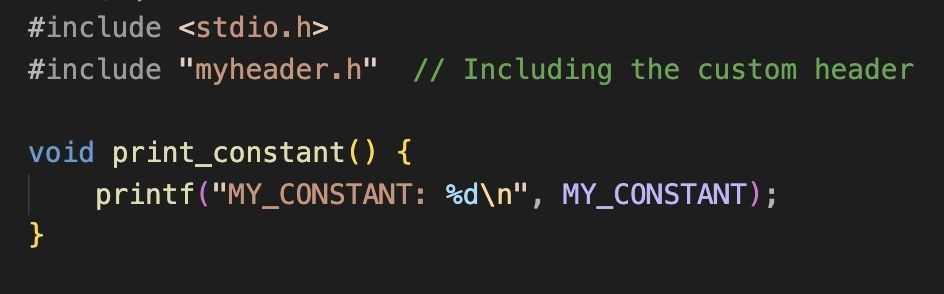 #include <stdio.h>
#include "myheader.h"  // Including the custom header
void print_constant() {
    printf("MY_CONSTANT: %d\n", MY_CONSTANT);
}